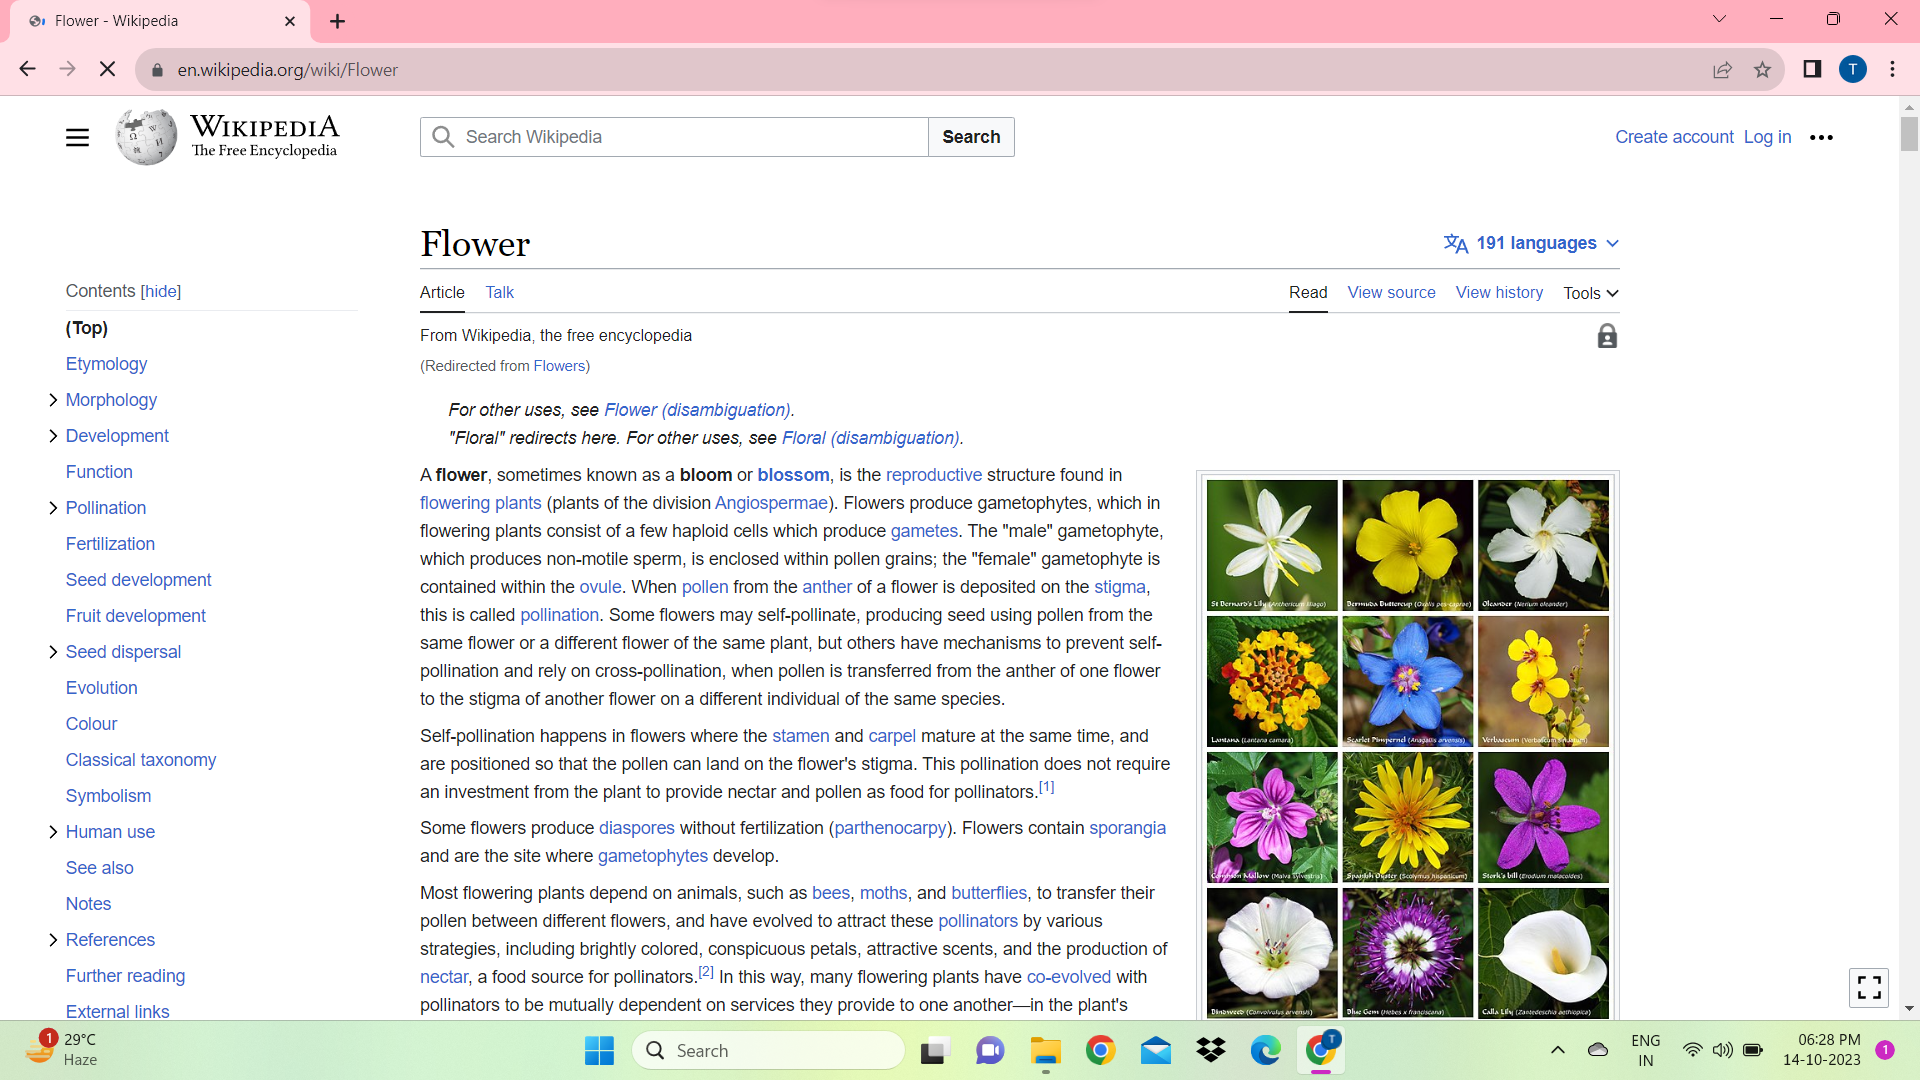 Flower - Wikipedia
en.wikipedia.org/wiki/Flower
T
WIKIPEDIA
The Free Encyclopedia
Search Wikipedia
Search
Create account Log in
Flower
191 languages
Article Talk
Read View source View history Tools
From Wikipedia, the free encyclopedia
(Redirected from Flowers)
Contents [hide]
(Top)
Etymology
Morphology
Development
Function
Pollination
Fertilization
Seed development
Fruit development
Seed dispersal
Evolution
Colour
Classical taxonomy
Symbolism
Human use
See also
Notes
References
Further reading
External links
For other uses, see Flower (disambiguation).
"Floral" redirects here. For other uses, see Floral (disambiguation).
A flower, sometimes known as a bloom or blossom, is the reproductive structure found in
flowering plants (plants of the division Angiospermae). Flowers produce gametophytes, which in
flowering plants consist of a few haploid cells which produce gametes. The "male" gametophyte,
which produces non-motile sperm, is enclosed within pollen grains; the "female" gametophyte is
contained within the ovule. When pollen from the anther of a flower is deposited on the stigma,
this is called pollination. Some flowers may self-pollinate, producing seed using pollen from the
same flower or a different flower of the same plant, but others have mechanisms to prevent self-
pollination and rely on cross-pollination, when pollen is transferred from the anther of one flower
to the stigma of another flower on a different individual of the same species.
Self-pollination happens in flowers where the stamen and carpel mature at the same time, and
are positioned so that the pollen can land on the flower's stigma. This pollination does not require
an investment from the plant to provide nectar and pollen as food for pollinators.[1]
Some flowers produce diaspores without fertilization (parthenocarpy). Flowers contain sporangia
and are the site where gametophytes develop.
Most flowering plants depend on animals, such as bees, moths, and butterflies, to transfer their
pollen between different flowers, and have evolved to attract these pollinators by various
strategies, including brightly colored, conspicuous petals, attractive scents, and the production of
nectar, a food source for pollinators.[2] In this way, many flowering plants have co-evolved with
pollinators to be mutually dependent on services they provide to one another—in the plant's
St Bernard's Lily (Anthericum liliago)
Bermuda Buttercup (Oxalis pes-caprae)
Oleander (Nerium oleander)
Lantana (Lantana camara)
Scarlet Pimpernel (Anagallis arvensis)
Verbascum
Common Mallow (Malva sylvestris)
Spanish Oyster (Scolymus hispanicus)
Stork's bill (Erodium malacoides)
Bindweed (Convolvulus arvensis)
Blue Gem (Hebe x franciscana)
Calla Lily (Zantedeschia aethiopica)
1
29°C
Haze
Search
T
ENG
IN
06:28 PM
14-10-2023
1